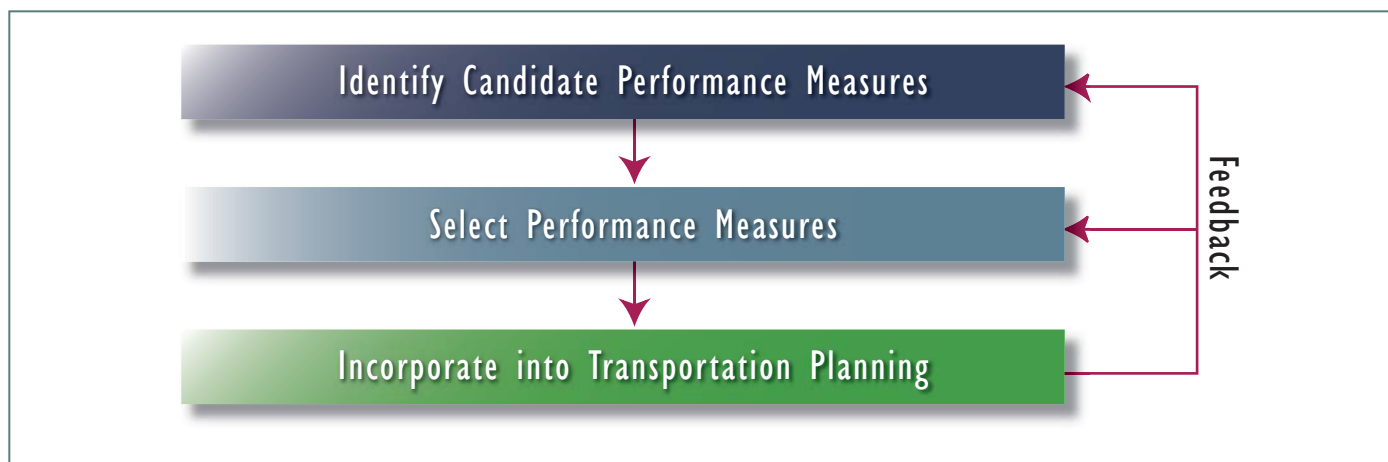 Identify Candidate Performance Measures
Select Performance Measures
Incorporate into Transportation Planning
Feedback